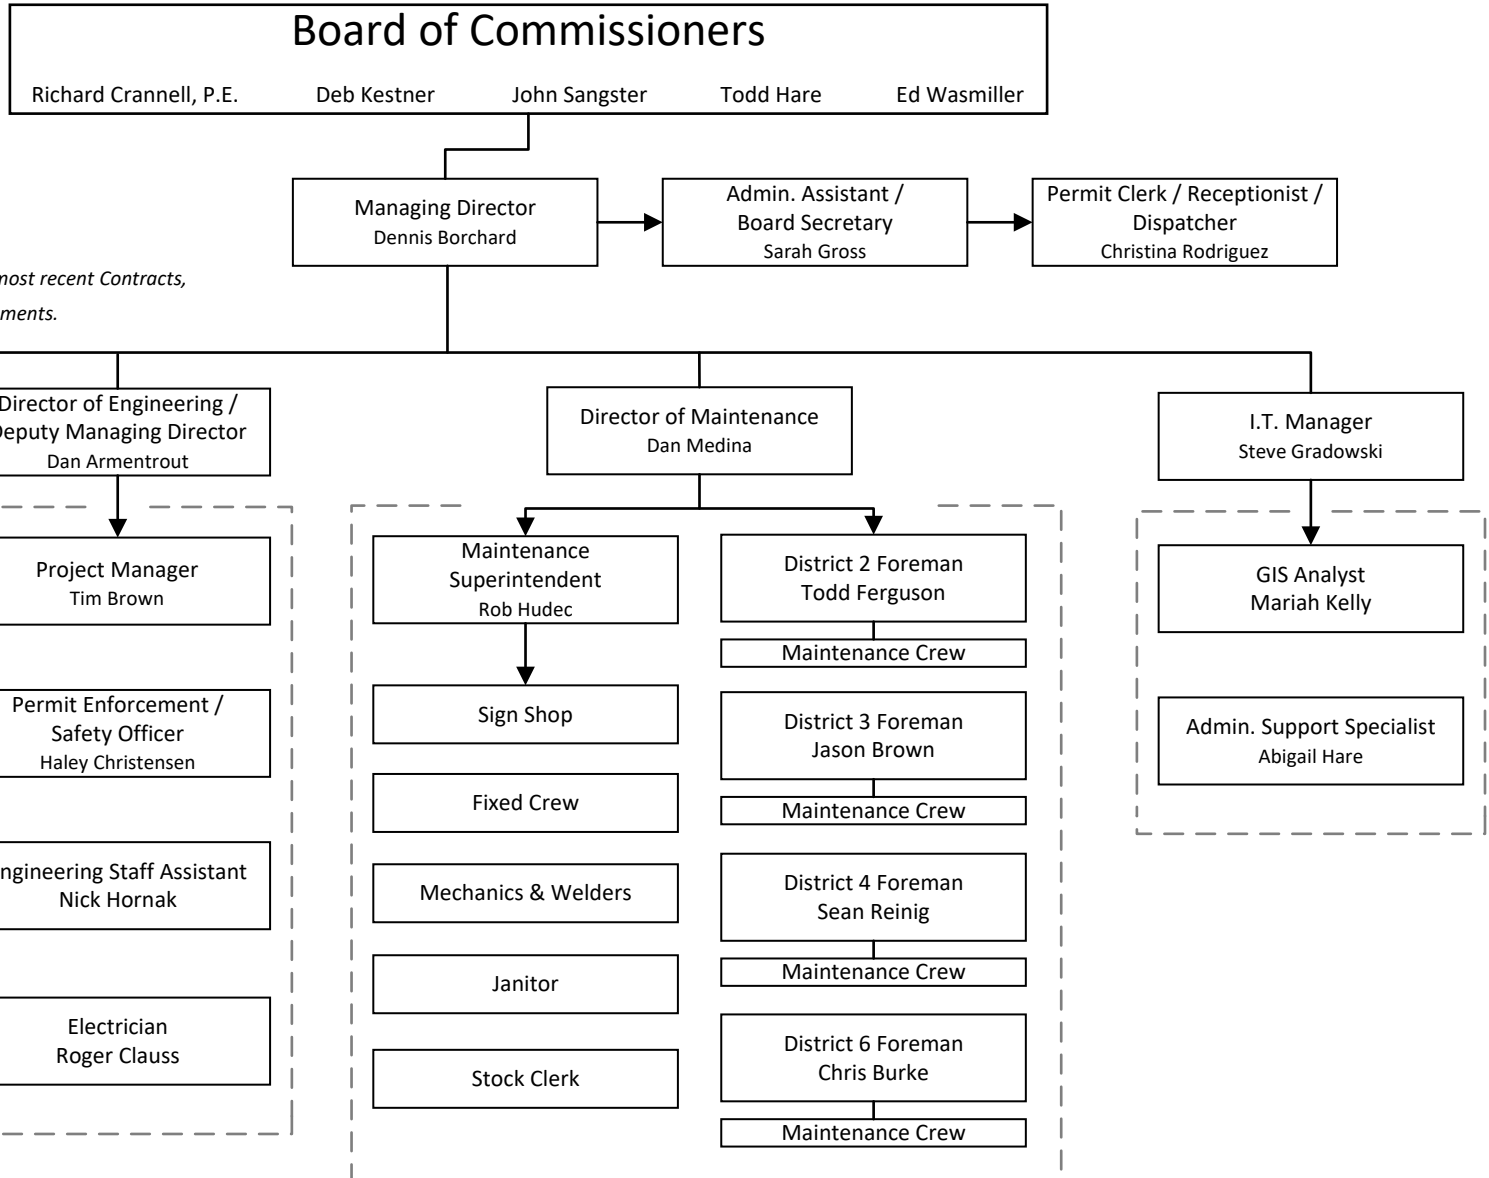 Board of Commissioners
Richard Crannell, P.E. Deb Kestner John Sangster Todd Hare Ed Wasmiller
Managing Director
Dennis Borchard
Admin. Assistant /
Board Secretary
Sarah Gross
Permit Clerk / Receptionist /
Dispatcher
Christina Rodriguez
most recent Contracts,
ments.
Director of Engineering /
Deputy Managing Director
Dan Armentrout
Project Manager
Tim Brown
Permit Enforcement /
Safety Officer
Haley Christensen
ngineering Staff Assistant
Nick Hornak
Electrician
Roger Clauss
Director of Maintenance
Dan Medina
Maintenance
Superintendent
Rob Hudec
Sign Shop
Fixed Crew
Mechanics & Welders
Janitor
Stock Clerk
District 2 Foreman
Todd Ferguson
Maintenance Crew
District 3 Foreman
Jason Brown
Maintenance Crew
District 4 Foreman
Sean Reinig
Maintenance Crew
District 6 Foreman
Chris Burke
Maintenance Crew
I.T. Manager
Steve Gradowski
GIS Analyst
Mariah Kelly
Admin. Support Specialist
Abigail Hare